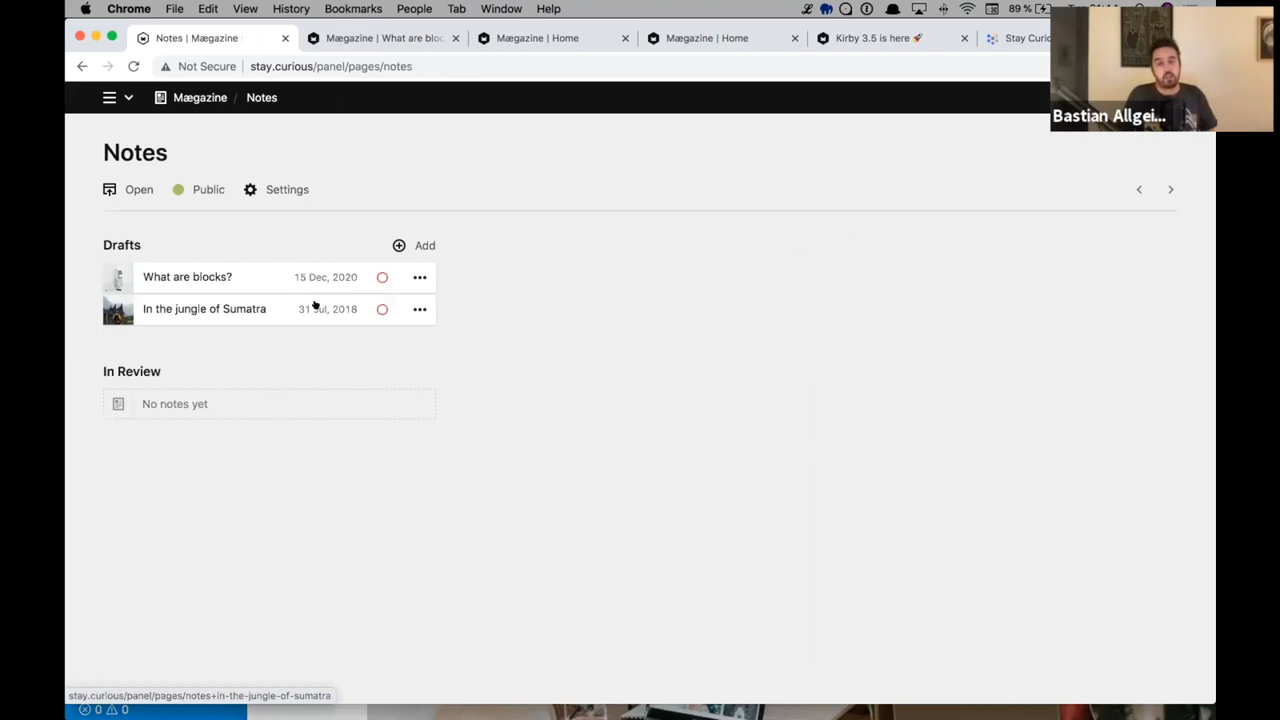 Chrome File Edit View History Bookmarks People Tab Window Help 89 %
Notes | Mægazine
Mægazine | What are bloc
Mægazine | Home
Mægazine | Home
Kirby 3.5 is here 🚀
Stay Curio
Not Secure stay.curious/panel/pages/notes
Mægazine / Notes
Bastian Allgei...
Notes
Open Public Settings
Drafts Add
What are blocks? 15 Dec, 2020
In the jungle of Sumatra 31 Jul, 2018
In Review
No notes yet
stay.curious/panel/pages/notes+in-the-jungle-of-sumatra
0 0